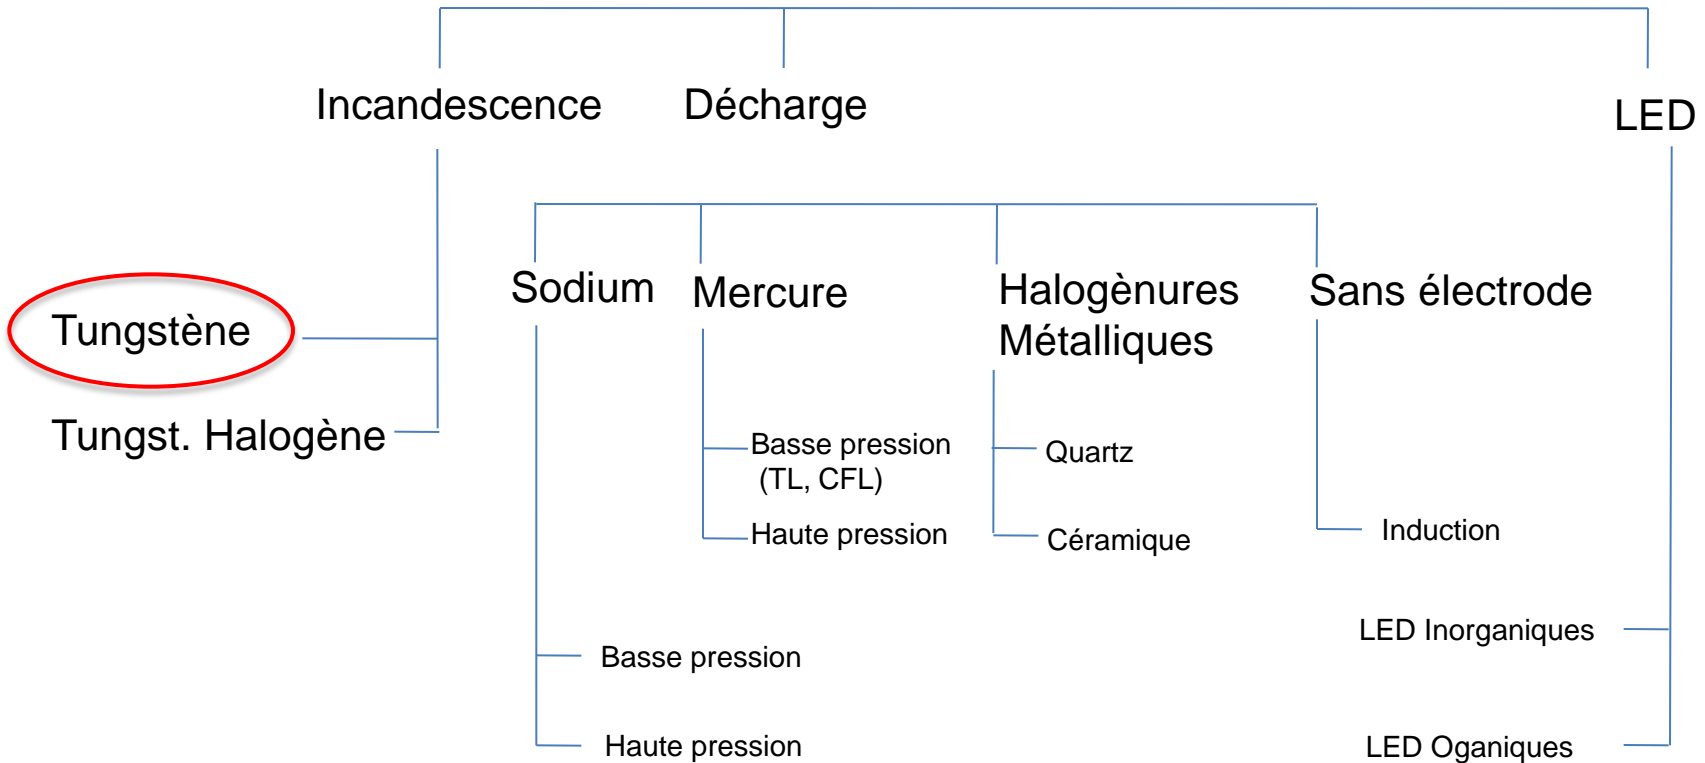 Incandescence
Décharge
LED
Sodium
Mercure
Halogènures
Métalliques
Sans électrode
Tungstène
Tungst. Halogène
Basse pression
(TL, CFL)
Quartz
Haute pression
Céramique
Induction
LED Inorganiques
Basse pression
Haute pression
LED Oganiques